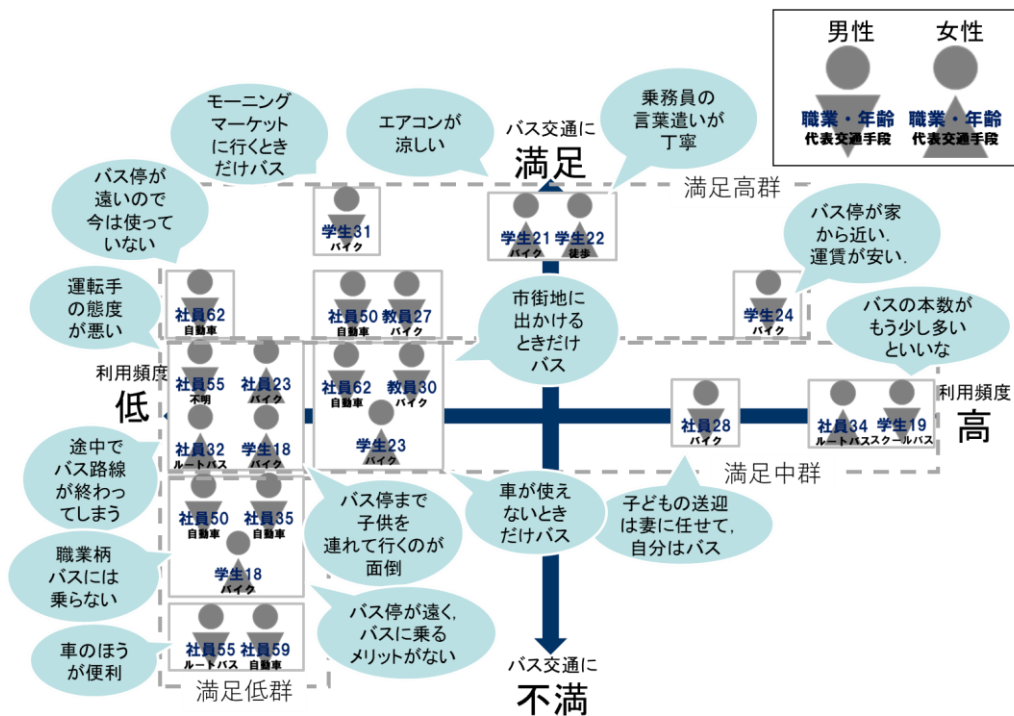 男性
女性
職業・年齢
代表交通手段
職業・年齢
代表交通手段
モーニング
マーケット
に行くとき
だけバス
エアコンが
涼しい
バス交通に
満足
乗務員の
言葉遣いが
丁寧
満足高群
バス停が
遠いので
今は使って
いない
学生31
バイク
学生21
バイク
学生22
徒歩
バス停が家
から近い．
運賃が安い．
運転手
の態度
が悪い
社員62
自動車
社員50
自動車
教員27
バイク
市街地に
出かける
ときだけ
バス
学生24
バイク
バスの本数が
もう少し多い
といいな
利用頻度
低
社員55
不明
社員23
バイク
社員32
ルートバス
学生18
バイク
社員62
自動車
教員30
バイク
学生23
バイク
社員28
バイク
社員34
ルートバス
学生19
スクールバス
利用頻度
高
満足中群
途中で
バス路線
が終わっ
てしまう
バス停まで
子供を
連れて行くのが
面倒
車が使え
ないとき
だけバス
子どもの送迎
は妻に任せて，
自分はバス
職業柄
バスには
乗らない
社員50
自動車
社員35
自動車
学生18
バイク
バス停が遠く，
バスに乗る
メリットがない
車のほう
が便利
社員55
ルートバス
社員59
自動車
満足低群
バス交通に
不満